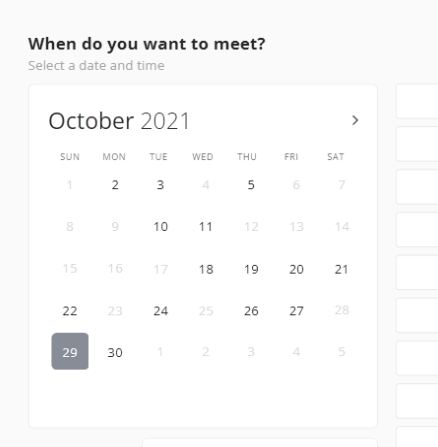 When do you want to meet?
Select a date and time
October 2021
SUN MON TUE WED THU FRI SAT
1 2 3 4 5 6 7
8 9 10 11 12 13 14
15 16 17 18 19 20 21
22 23 24 25 26 27 28
29 30 1 2 3 4 5